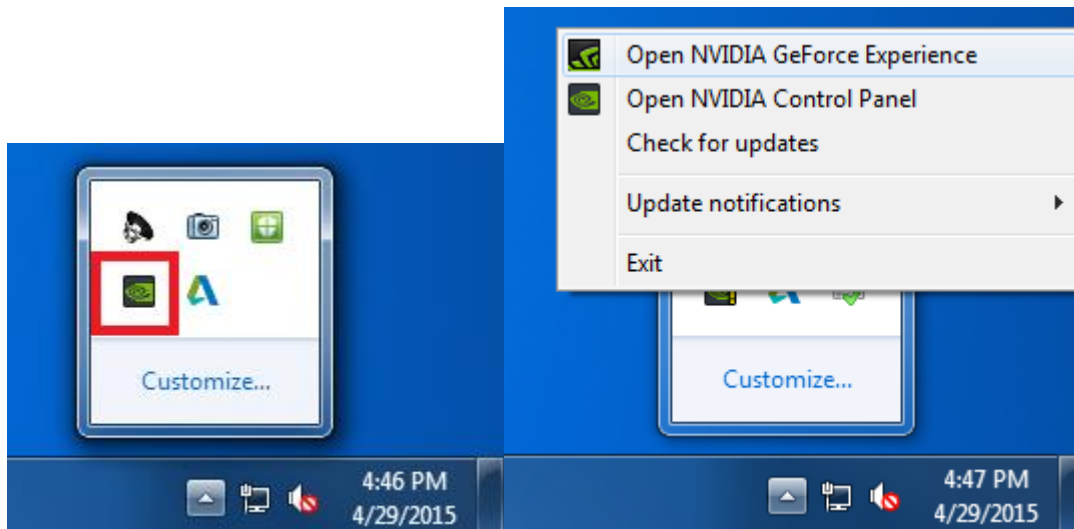 Customize...
4:46 PM
4/29/2015
Open NVIDIA GeForce Experience
Open NVIDIA Control Panel
Check for updates
Update notifications
Exit
Customize...
4:47 PM
4/29/2015